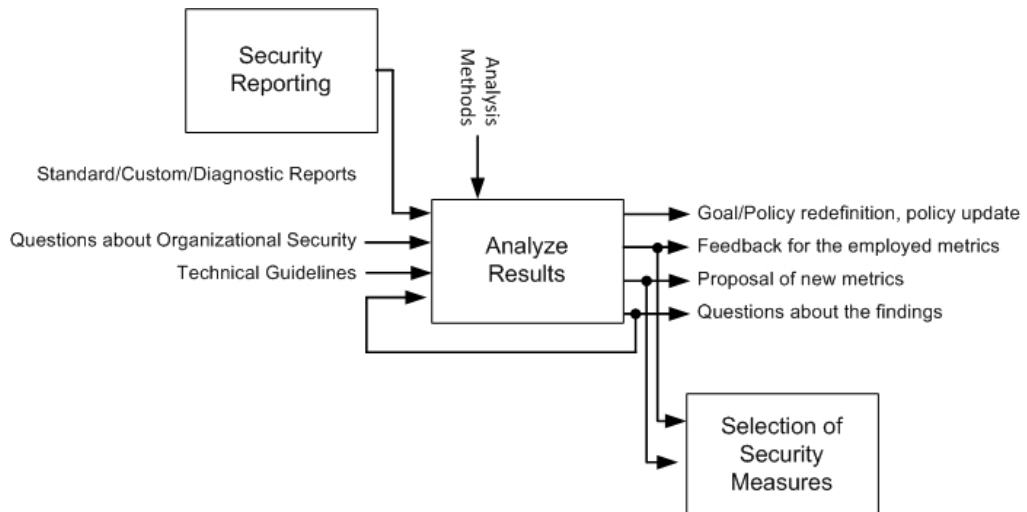 Security
Reporting
Analysis
Methods
Standard/Custom/Diagnostic Reports
Questions about Organizational Security
Technical Guidelines
Analyze
Results
Goal/Policy redefinition, policy update
Feedback for the employed metrics
Proposal of new metrics
Questions about the findings
Selection of
Security
Measures